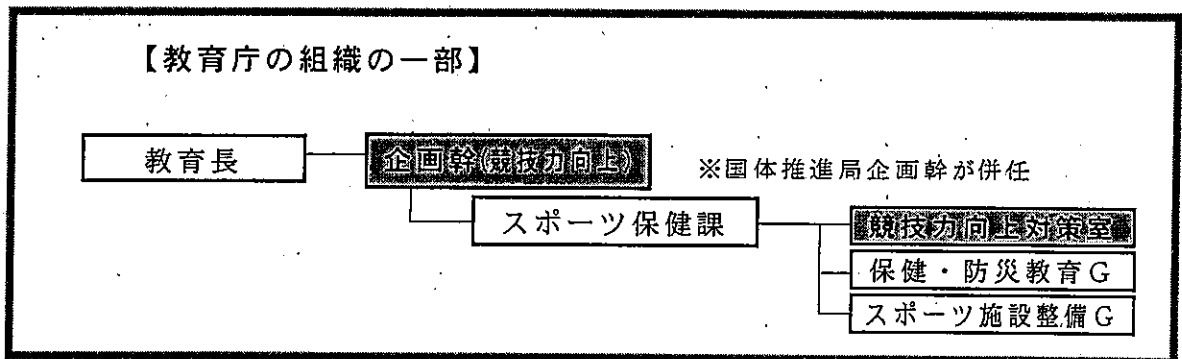 【教育庁の組織の一部】
教育長
企画幹(競技力向上)
※国体推進局企画幹が併任
スポーツ保健課
競技力向上対策室
保健・防災教育G
スポーツ施設整備G